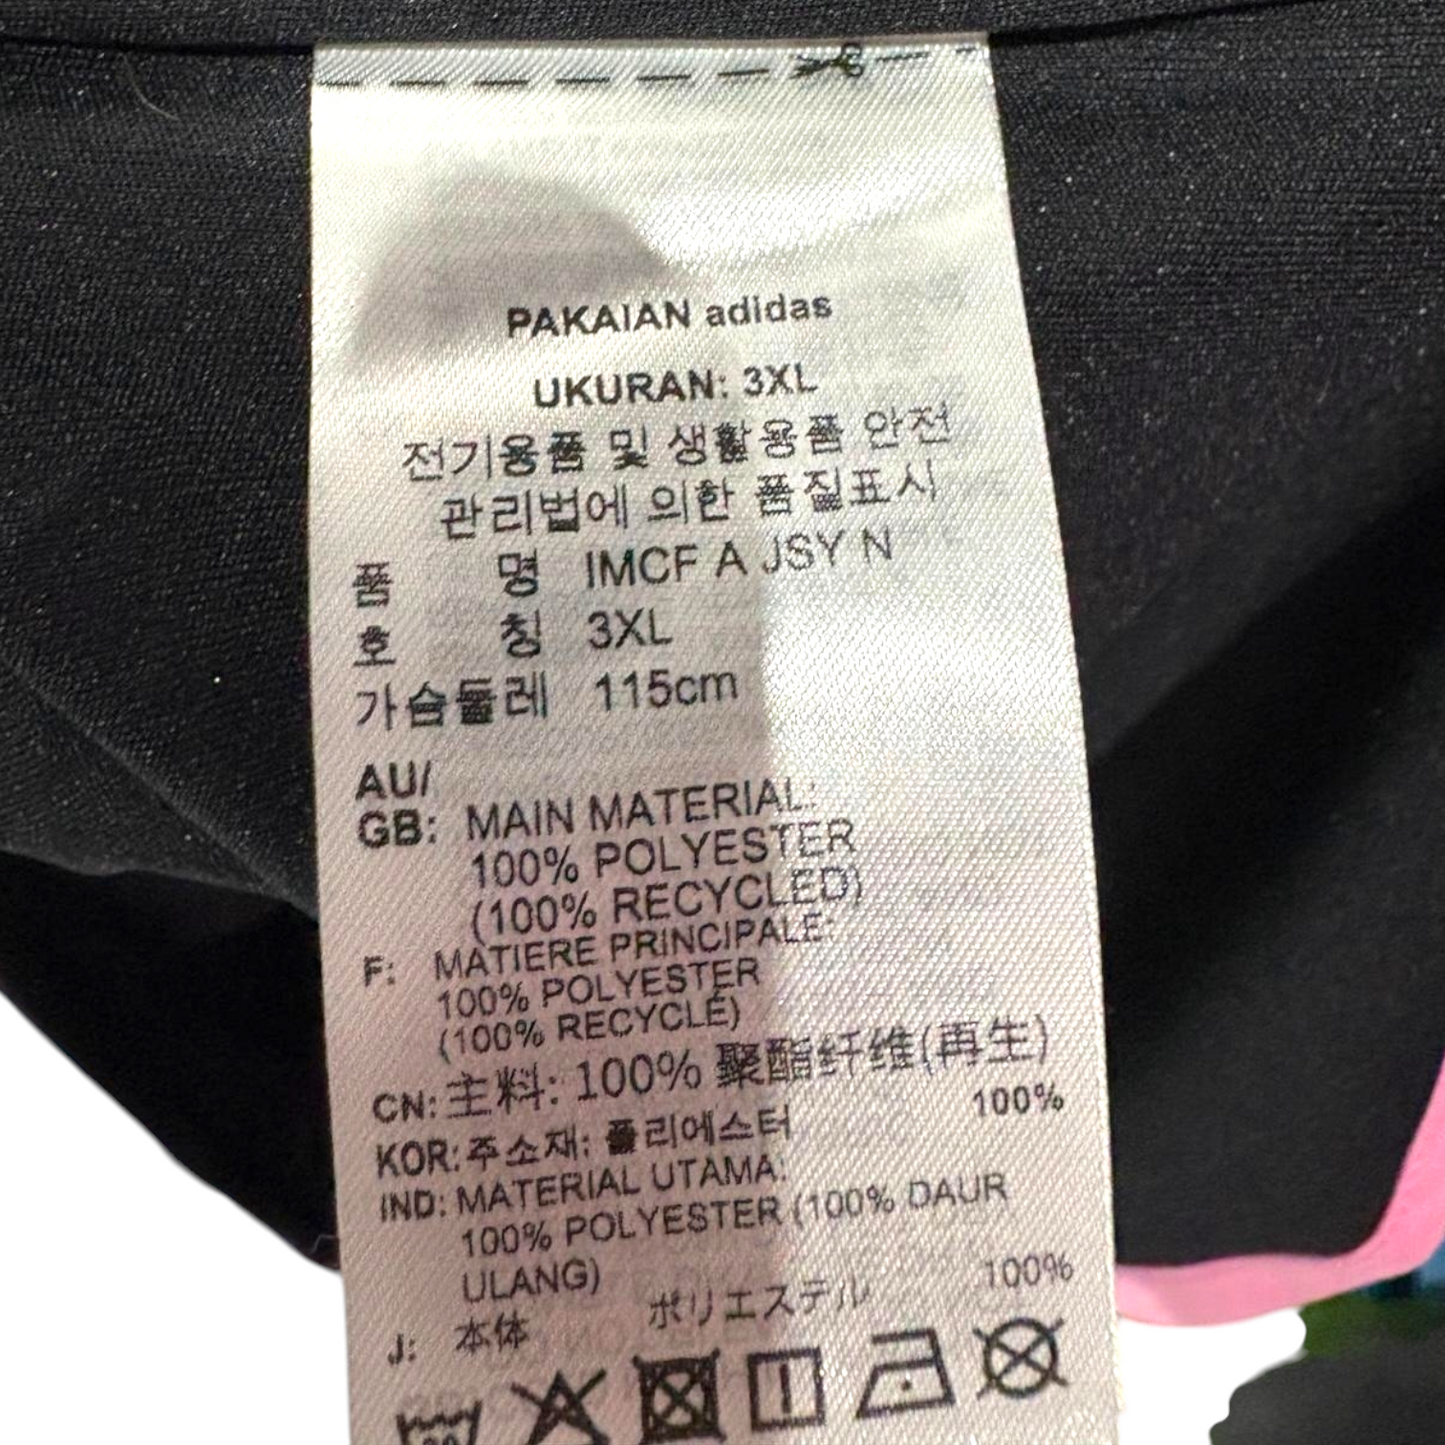 PAKAIAN adidas
UKURAN: 3XL
전기용품 및 생활용품 안전
관리법에 의한 품질표시
품 명 IMCF A JSY N
호 칭 3XL
가슴둘레 115cm
AU/
GB: MAIN MATERIAL:
100% POLYESTER
(100% RECYCLED)
F: MATIERE PRINCIPALE:
100% POLYESTER
(100% RECYCLÉ)
CN: 主料: 100% 聚酯纤维(再生)
KOR: 주소재: 폴리에스터 100%
IND: MATERIAL UTAMA:
100% POLYESTER (100% DAUR
ULANG)
J: 本体 ポリエステル 100%